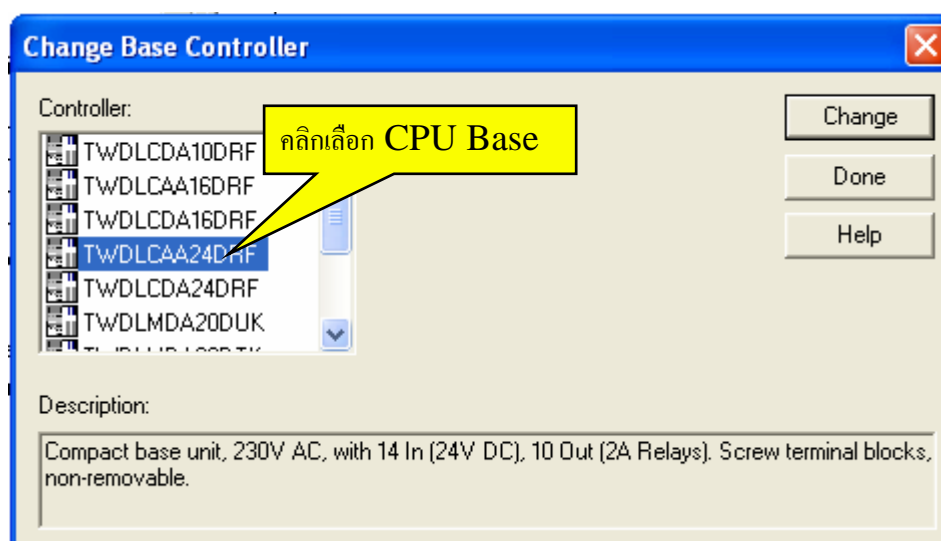 Change Base Controller
Controller:
TWDLCDA10DRF
TWDLCAA16DRF
TWDLCDA16DRF
TWDLCAA24DRF
TWDLCDA24DRF
TWDLMDA20DUK
คลิกเลือก CPU Base
Change
Done
Help
Description:
Compact base unit, 230V AC, with 14 In (24V DC), 10 Out (2A Relays). Screw terminal blocks,
non-removable.